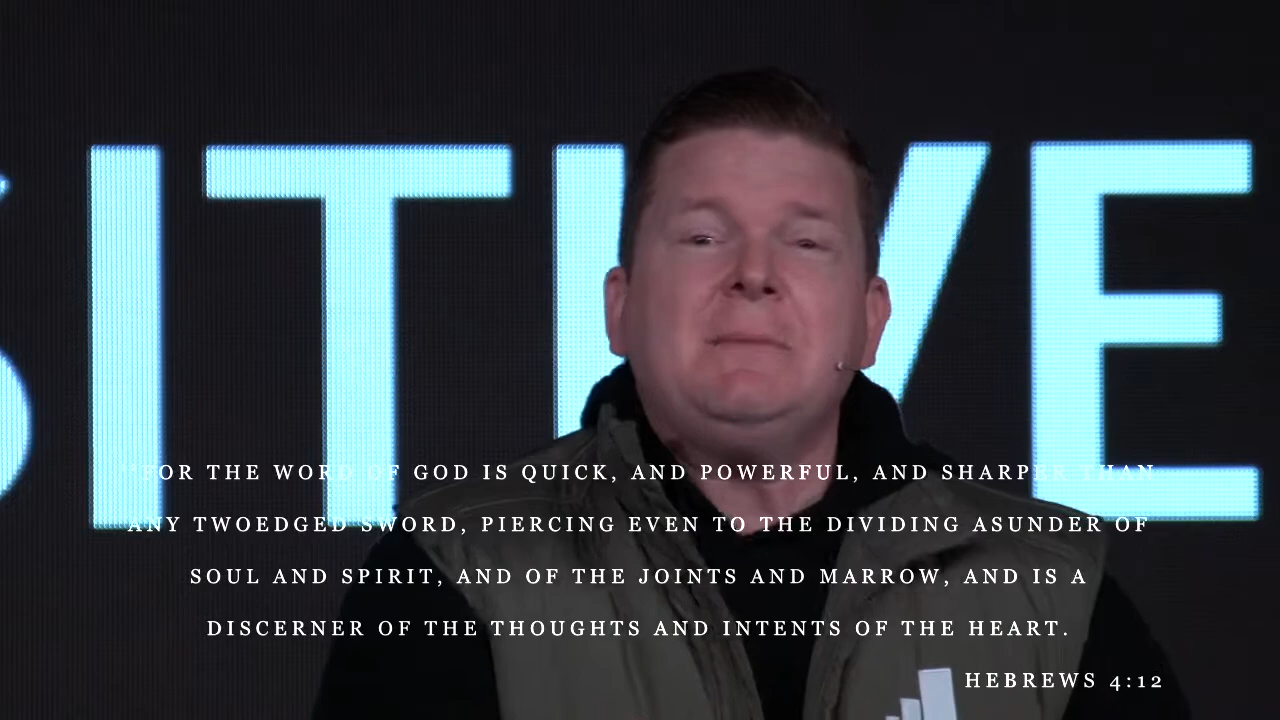 SITIVE
"FOR THE WORD OF GOD IS QUICK, AND POWERFUL, AND SHARPER THAN
ANY TWOEDGED SWORD, PIERCING EVEN TO THE DIVIDING ASUNDER OF
SOUL AND SPIRIT, AND OF THE JOINTS AND MARROW, AND IS A
DISCERNER OF THE THOUGHTS AND INTENTS OF THE HEART.
HEBREWS 4:12